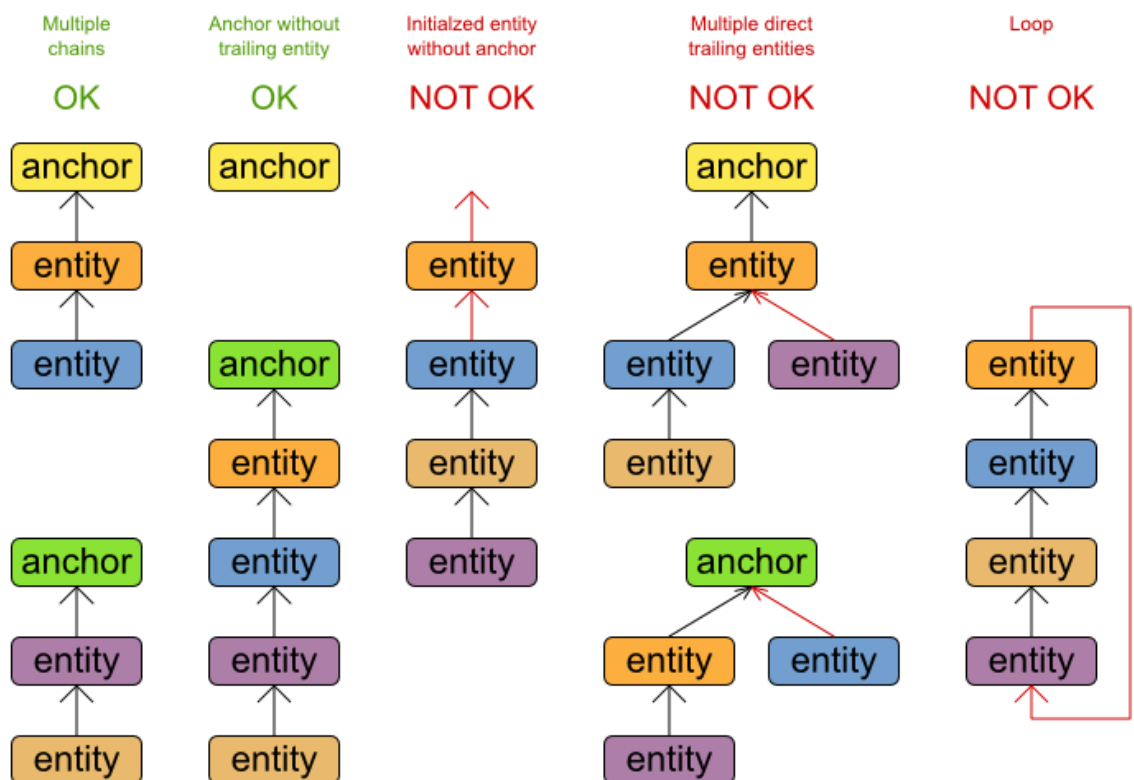 Multiple
chains
OK
anchor
entity
entity
anchor
entity
entity
Anchor without
trailing entity
OK
anchor
anchor
entity
entity
entity
entity
Initialzed entity
without anchor
NOT OK
entity
entity
entity
entity
Multiple direct
trailing entities
NOT OK
anchor
entity
entity entity
entity
anchor
entity entity
entity
Loop
NOT OK
entity
entity
entity
entity